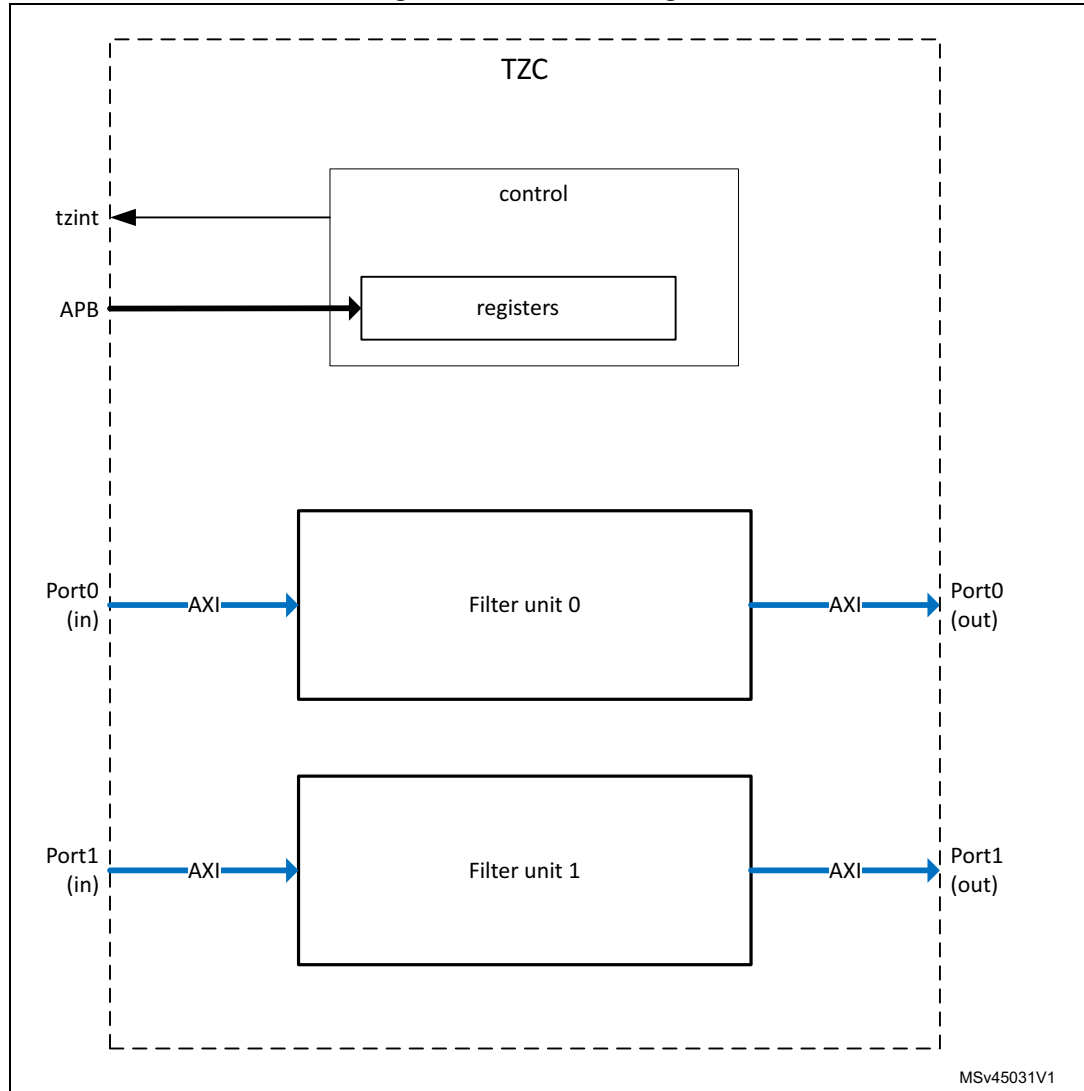 TZC
control
tzint
APB
registers
Port0
(in)
AXI
Filter unit 0
AXI
Port0
(out)
Port1
(in)
AXI
Filter unit 1
AXI
Port1
(out)
MSv45031V1